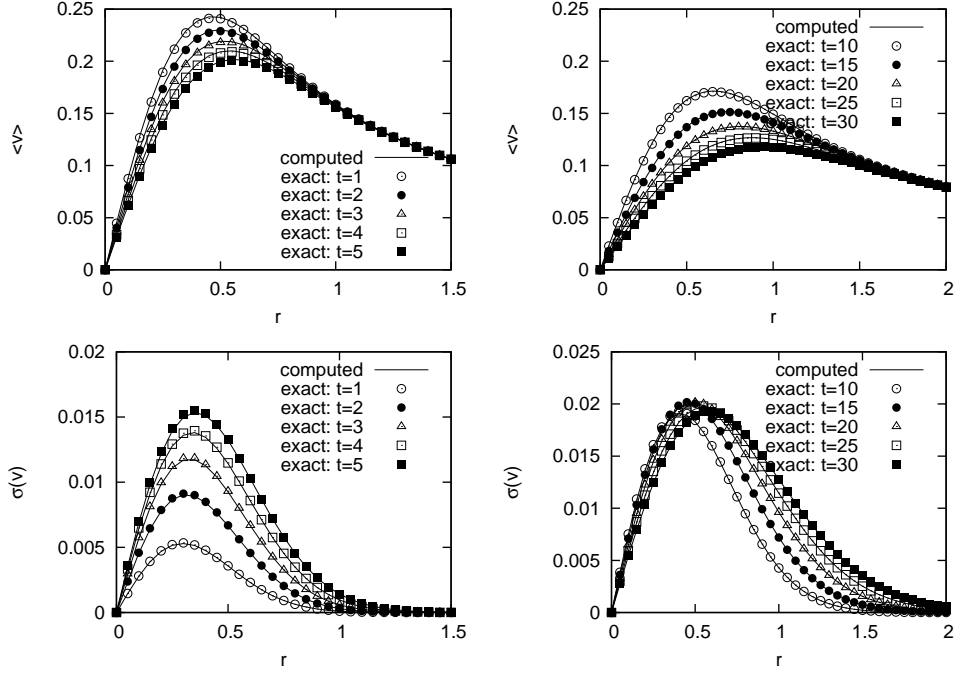 0.25
0.2
0.15
0.1
0.05
0
<v>
0
0.5
1
1.5
r
computed
exact: t=1
exact: t=2
exact: t=3
exact: t=4
exact: t=5
0.25
0.2
0.15
0.1
0.05
0
<v>
0
0.5
1
1.5
2
r
computed
exact: t=10
exact: t=15
exact: t=20
exact: t=25
exact: t=30
0.02
0.015
0.01
0.005
0
σ(v)
0
0.5
1
1.5
r
computed
exact: t=1
exact: t=2
exact: t=3
exact: t=4
exact: t=5
0.025
0.02
0.015
0.01
0.005
0
σ(v)
0
0.5
1
1.5
2
r
computed
exact: t=10
exact: t=15
exact: t=20
exact: t=25
exact: t=30